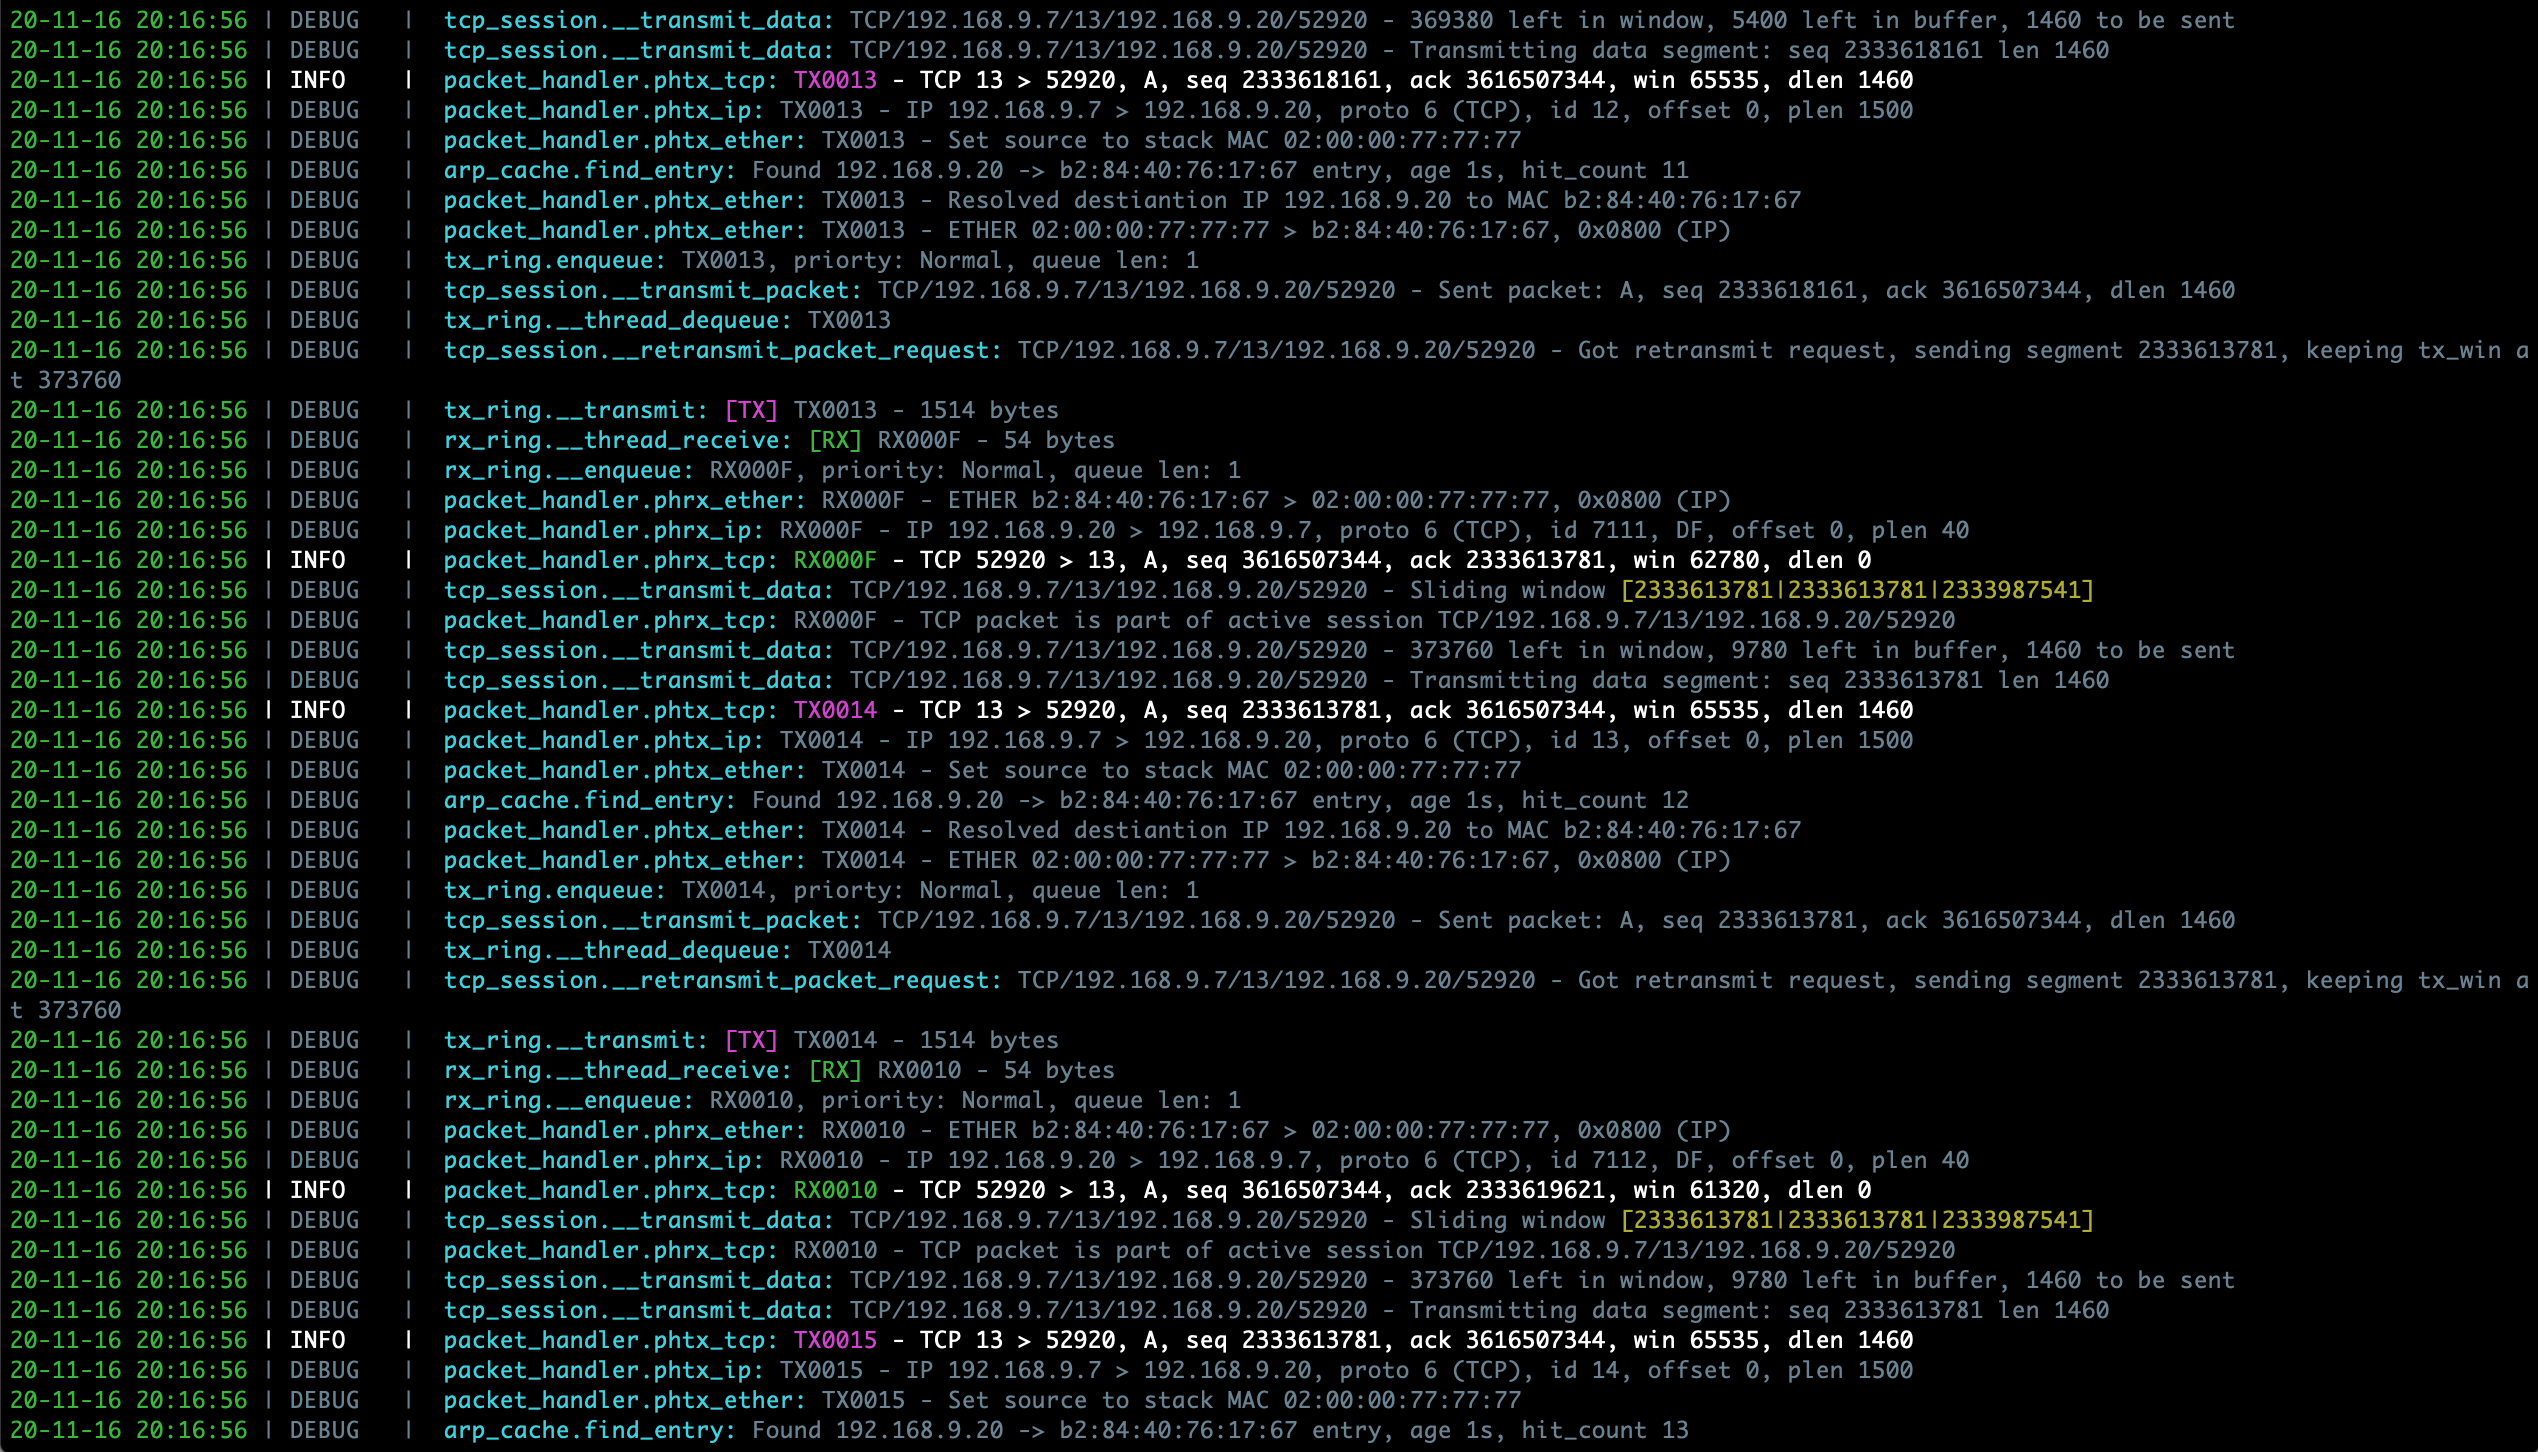 20-11-16 20:16:56 | DEBUG   |  tcp_session.__transmit_data: TCP/192.168.9.7/13/192.168.9.20/52920 - 369380 left in window, 5400 left in buffer, 1460 to be sent
20-11-16 20:16:56 | DEBUG   |  tcp_session.__transmit_data: TCP/192.168.9.7/13/192.168.9.20/52920 - Transmitting data segment: seq 2333618161 len 1460
20-11-16 20:16:56 | INFO    |  packet_handler.phtx_tcp: TX0013 - TCP 13 > 52920, A, seq 2333618161, ack 3616507344, win 65535, dlen 1460
20-11-16 20:16:56 | DEBUG   |  packet_handler.phtx_ip: TX0013 - IP 192.168.9.7 > 192.168.9.20, proto 6 (TCP), id 12, offset 0, plen 1500
20-11-16 20:16:56 | DEBUG   |  packet_handler.phtx_ether: TX0013 - Set source to stack MAC 02:00:00:77:77:77
20-11-16 20:16:56 | DEBUG   |  arp_cache.find_entry: Found 192.168.9.20 -> b2:84:40:76:17:67 entry, age 1s, hit_count 11
20-11-16 20:16:56 | DEBUG   |  packet_handler.phtx_ether: TX0013 - Resolved destiantion IP 192.168.9.20 to MAC b2:84:40:76:17:67
20-11-16 20:16:56 | DEBUG   |  packet_handler.phtx_ether: TX0013 - ETHER 02:00:00:77:77:77 > b2:84:40:76:17:67, 0x0800 (IP)
20-11-16 20:16:56 | DEBUG   |  tx_ring.enqueue: TX0013, priorty: Normal, queue len: 1
20-11-16 20:16:56 | DEBUG   |  tcp_session.__transmit_packet: TCP/192.168.9.7/13/192.168.9.20/52920 - Sent packet: A, seq 2333618161, ack 3616507344, dlen 1460
20-11-16 20:16:56 | DEBUG   |  tx_ring.__thread_dequeue: TX0013
20-11-16 20:16:56 | DEBUG   |  tcp_session.__retransmit_packet_request: TCP/192.168.9.7/13/192.168.9.20/52920 - Got retransmit request, sending segment 2333613781, keeping tx_win a
t 373760
20-11-16 20:16:56 | DEBUG   |  tx_ring.__transmit: [TX] TX0013 - 1514 bytes
20-11-16 20:16:56 | DEBUG   |  rx_ring.__thread_receive: [RX] RX000F - 54 bytes
20-11-16 20:16:56 | DEBUG   |  rx_ring.__enqueue: RX000F, priority: Normal, queue len: 1
20-11-16 20:16:56 | DEBUG   |  packet_handler.phrx_ether: RX000F - ETHER b2:84:40:76:17:67 > 02:00:00:77:77:77, 0x0800 (IP)
20-11-16 20:16:56 | DEBUG   |  packet_handler.phrx_ip: RX000F - IP 192.168.9.20 > 192.168.9.7, proto 6 (TCP), id 7111, DF, offset 0, plen 40
20-11-16 20:16:56 | INFO    |  packet_handler.phrx_tcp: RX000F - TCP 52920 > 13, A, seq 3616507344, ack 2333613781, win 62780, dlen 0
20-11-16 20:16:56 | DEBUG   |  tcp_session.__transmit_data: TCP/192.168.9.7/13/192.168.9.20/52920 - Sliding window [2333613781|2333613781|2333987541]
20-11-16 20:16:56 | DEBUG   |  packet_handler.phrx_tcp: RX000F - TCP packet is part of active session TCP/192.168.9.7/13/192.168.9.20/52920
20-11-16 20:16:56 | DEBUG   |  tcp_session.__transmit_data: TCP/192.168.9.7/13/192.168.9.20/52920 - 373760 left in window, 9780 left in buffer, 1460 to be sent
20-11-16 20:16:56 | DEBUG   |  tcp_session.__transmit_data: TCP/192.168.9.7/13/192.168.9.20/52920 - Transmitting data segment: seq 2333613781 len 1460
20-11-16 20:16:56 | INFO    |  packet_handler.phtx_tcp: TX0014 - TCP 13 > 52920, A, seq 2333613781, ack 3616507344, win 65535, dlen 1460
20-11-16 20:16:56 | DEBUG   |  packet_handler.phtx_ip: TX0014 - IP 192.168.9.7 > 192.168.9.20, proto 6 (TCP), id 13, offset 0, plen 1500
20-11-16 20:16:56 | DEBUG   |  packet_handler.phtx_ether: TX0014 - Set source to stack MAC 02:00:00:77:77:77
20-11-16 20:16:56 | DEBUG   |  arp_cache.find_entry: Found 192.168.9.20 -> b2:84:40:76:17:67 entry, age 1s, hit_count 12
20-11-16 20:16:56 | DEBUG   |  packet_handler.phtx_ether: TX0014 - Resolved destiantion IP 192.168.9.20 to MAC b2:84:40:76:17:67
20-11-16 20:16:56 | DEBUG   |  packet_handler.phtx_ether: TX0014 - ETHER 02:00:00:77:77:77 > b2:84:40:76:17:67, 0x0800 (IP)
20-11-16 20:16:56 | DEBUG   |  tx_ring.enqueue: TX0014, priorty: Normal, queue len: 1
20-11-16 20:16:56 | DEBUG   |  tcp_session.__transmit_packet: TCP/192.168.9.7/13/192.168.9.20/52920 - Sent packet: A, seq 2333613781, ack 3616507344, dlen 1460
20-11-16 20:16:56 | DEBUG   |  tx_ring.__thread_dequeue: TX0014
20-11-16 20:16:56 | DEBUG   |  tcp_session.__retransmit_packet_request: TCP/192.168.9.7/13/192.168.9.20/52920 - Got retransmit request, sending segment 2333613781, keeping tx_win a
t 373760
20-11-16 20:16:56 | DEBUG   |  tx_ring.__transmit: [TX] TX0014 - 1514 bytes
20-11-16 20:16:56 | DEBUG   |  rx_ring.__thread_receive: [RX] RX0010 - 54 bytes
20-11-16 20:16:56 | DEBUG   |  rx_ring.__enqueue: RX0010, priority: Normal, queue len: 1
20-11-16 20:16:56 | DEBUG   |  packet_handler.phrx_ether: RX0010 - ETHER b2:84:40:76:17:67 > 02:00:00:77:77:77, 0x0800 (IP)
20-11-16 20:16:56 | DEBUG   |  packet_handler.phrx_ip: RX0010 - IP 192.168.9.20 > 192.168.9.7, proto 6 (TCP), id 7112, DF, offset 0, plen 40
20-11-16 20:16:56 | INFO    |  packet_handler.phrx_tcp: RX0010 - TCP 52920 > 13, A, seq 3616507344, ack 2333619621, win 61320, dlen 0
20-11-16 20:16:56 | DEBUG   |  tcp_session.__transmit_data: TCP/192.168.9.7/13/192.168.9.20/52920 - Sliding window [2333613781|2333613781|2333987541]
20-11-16 20:16:56 | DEBUG   |  packet_handler.phrx_tcp: RX0010 - TCP packet is part of active session TCP/192.168.9.7/13/192.168.9.20/52920
20-11-16 20:16:56 | DEBUG   |  tcp_session.__transmit_data: TCP/192.168.9.7/13/192.168.9.20/52920 - 373760 left in window, 9780 left in buffer, 1460 to be sent
20-11-16 20:16:56 | DEBUG   |  tcp_session.__transmit_data: TCP/192.168.9.7/13/192.168.9.20/52920 - Transmitting data segment: seq 2333613781 len 1460
20-11-16 20:16:56 | INFO    |  packet_handler.phtx_tcp: TX0015 - TCP 13 > 52920, A, seq 2333613781, ack 3616507344, win 65535, dlen 1460
20-11-16 20:16:56 | DEBUG   |  packet_handler.phtx_ip: TX0015 - IP 192.168.9.7 > 192.168.9.20, proto 6 (TCP), id 14, offset 0, plen 1500
20-11-16 20:16:56 | DEBUG   |  packet_handler.phtx_ether: TX0015 - Set source to stack MAC 02:00:00:77:77:77
20-11-16 20:16:56 | DEBUG   |  arp_cache.find_entry: Found 192.168.9.20 -> b2:84:40:76:17:67 entry, age 1s, hit_count 13